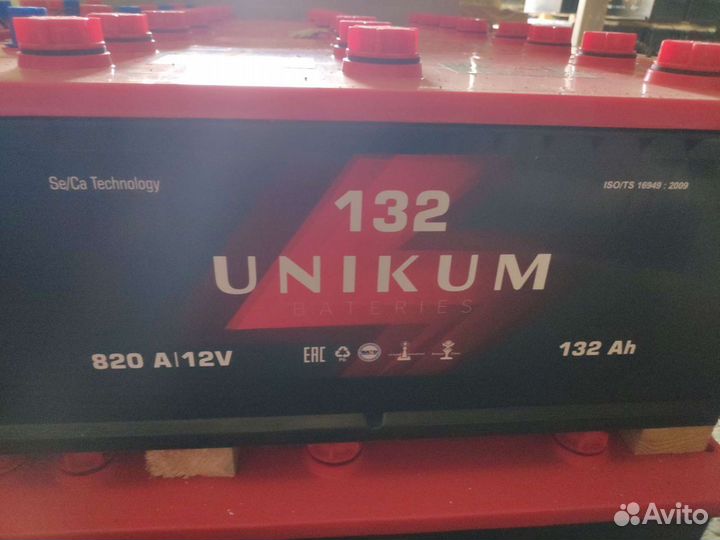 Se/Ca Technology
ISO/TS 16949 : 2009
132
UNIKUM
BATERIES
820 A|12V
EAC
132 Ah
Avito